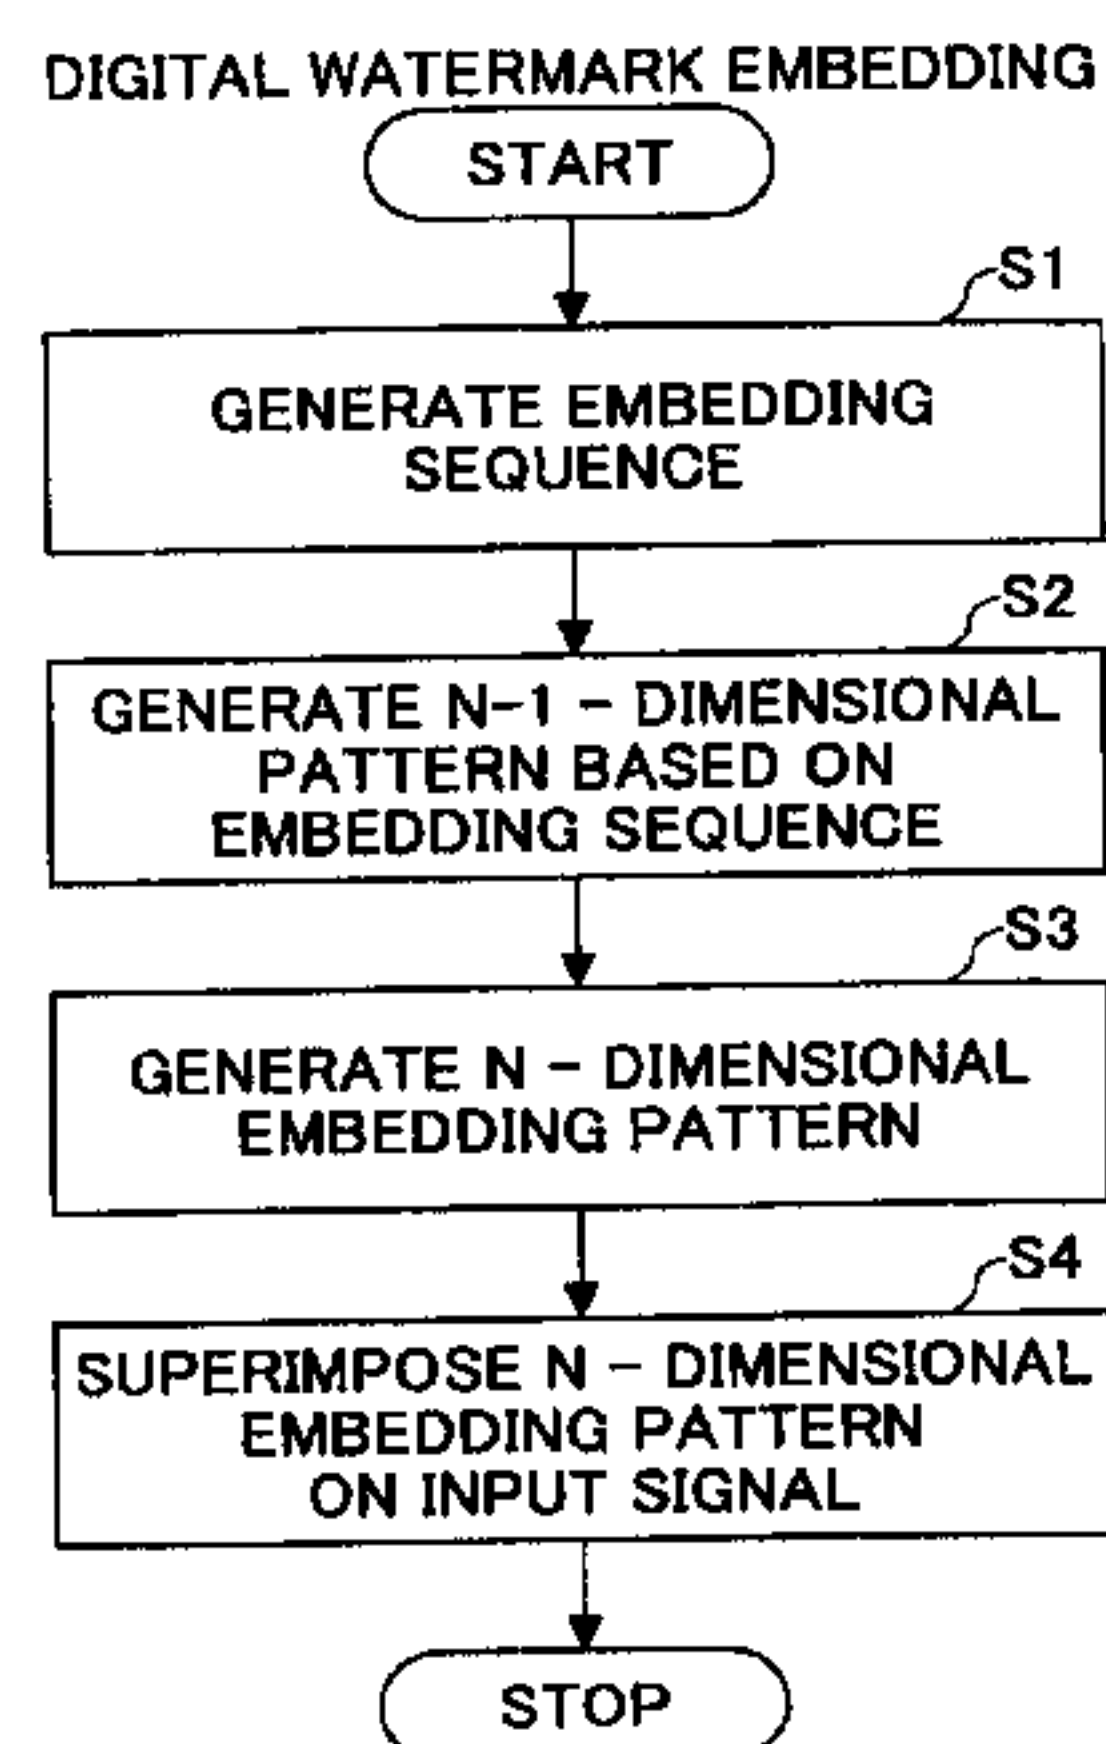 DIGITAL WATERMARK EMBEDDING
START
S1
GENERATE EMBEDDING
SEQUENCE
S2
GENERATE N-1 - DIMENSIONAL
PATTERN BASED ON
EMBEDDING SEQUENCE
S3
GENERATE N - DIMENSIONAL
EMBEDDING PATTERN
S4
SUPERIMPOSE N - DIMENSIONAL
EMBEDDING PATTERN
ON INPUT SIGNAL
STOP